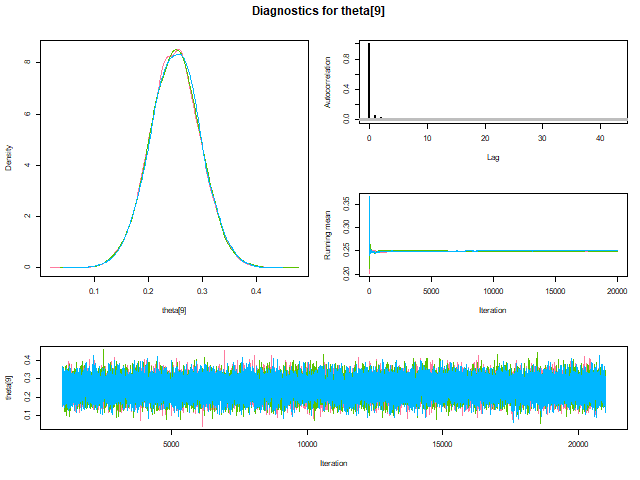 Diagnostics for theta[9]
Density
0 2 4 6 8
0.1 0.2 0.3 0.4
theta[9]
Autocorrelation
0.0 0.4 0.8
0 10 20 30 40
Lag
Running mean
0.20 0.25 0.30 0.35
0 5000 10000 15000 20000
Iteration
theta[9]
0.1 0.2 0.3 0.4
5000 10000 15000 20000
Iteration